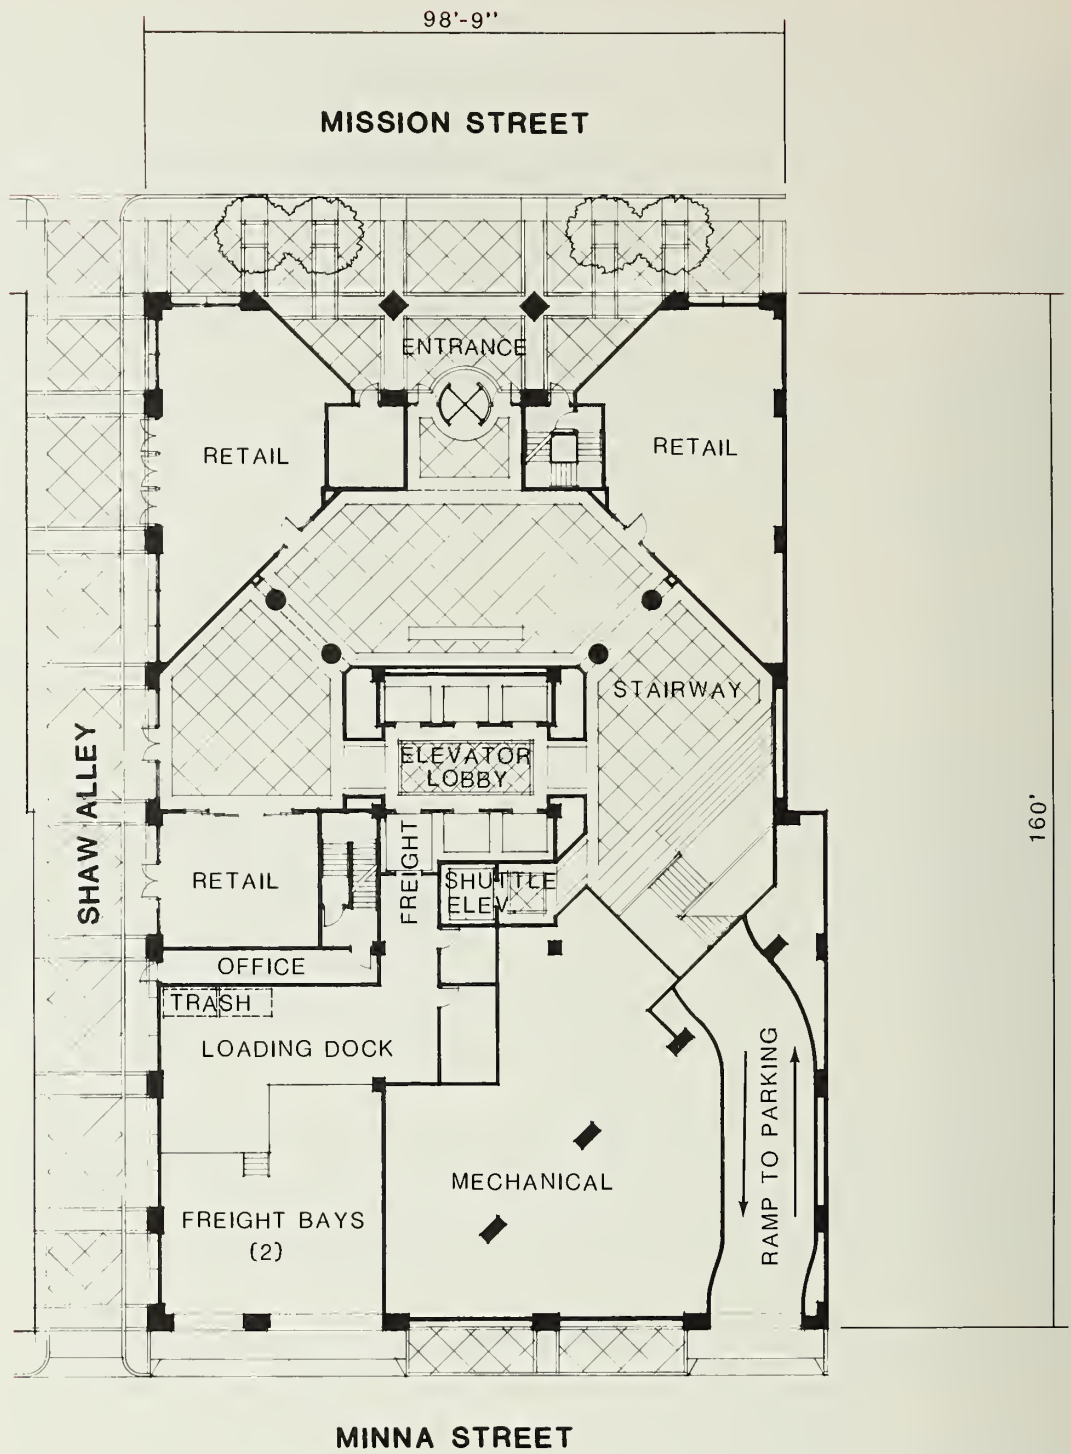 98'-9"
MISSION STREET
ENTRANCE
RETAIL
RETAIL
STAIRWAY
ELEVATOR
LOBBY
SHAW ALLEY
160'
FREIGHT
SHUTTLE
ELEV.
RETAIL
OFFICE
TRASH
LOADING DOCK
RAMP TO PARKING
MECHANICAL
FREIGHT BAYS
(2)
MINNA STREET